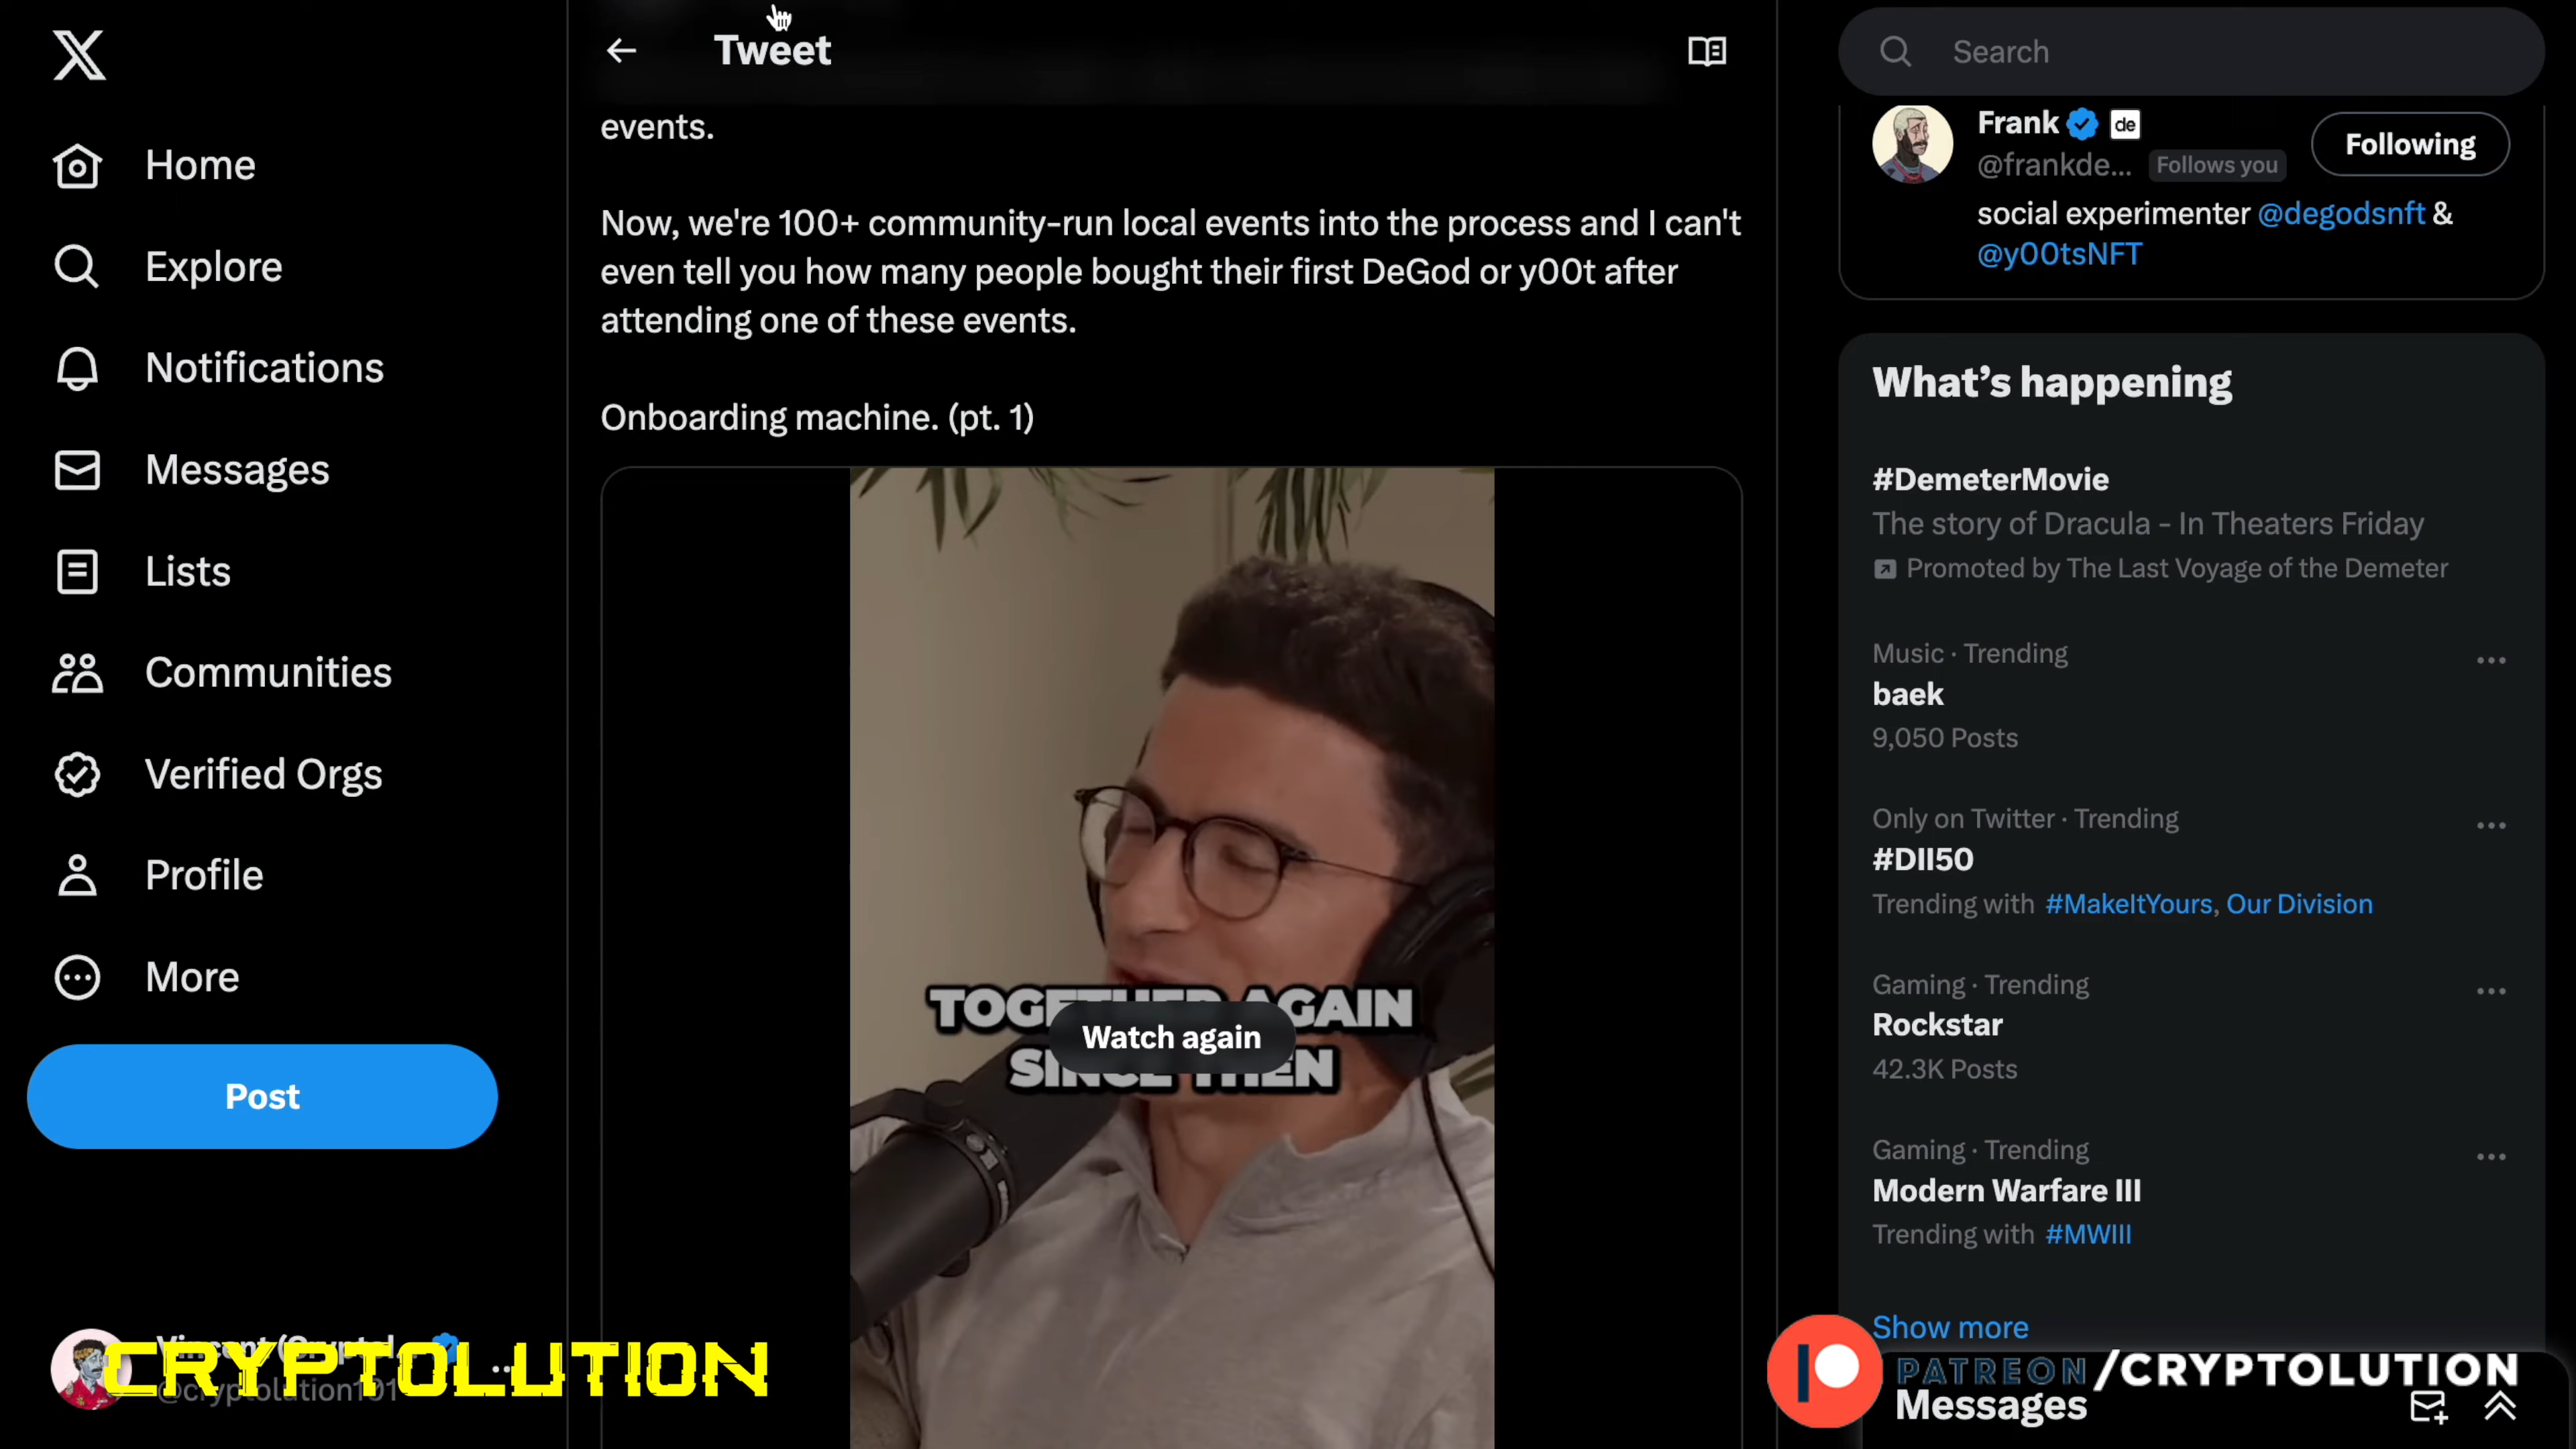 Home
Explore
Notifications
Messages
Lists
Communities
Verified Orgs
Profile
More
Post
@cryptolution101
CRYPTOLUTION
Tweet
events.
Now, we're 100+ community-run local events into the process and I can't
even tell you how many people bought their first DeGod or y00t after
attending one of these events.
Onboarding machine. (pt. 1)
TOGETHER AGAIN
SINCE THEN
Watch again
Search
Frank de
@frankde... Follows you
Following
social experimenter @degodsnft &
@y00tsNFT
What's happening
#DemeterMovie
The story of Dracula - In Theaters Friday
Promoted by The Last Voyage of the Demeter
Music · Trending
baek
9,050 Posts
Only on Twitter · Trending
#DII50
Trending with #MakeItYours, Our Division
Gaming · Trending
Rockstar
42.3K Posts
Gaming · Trending
Modern Warfare III
Trending with #MWIII
Show more
PATREON/CRYPTOLUTION
Messages